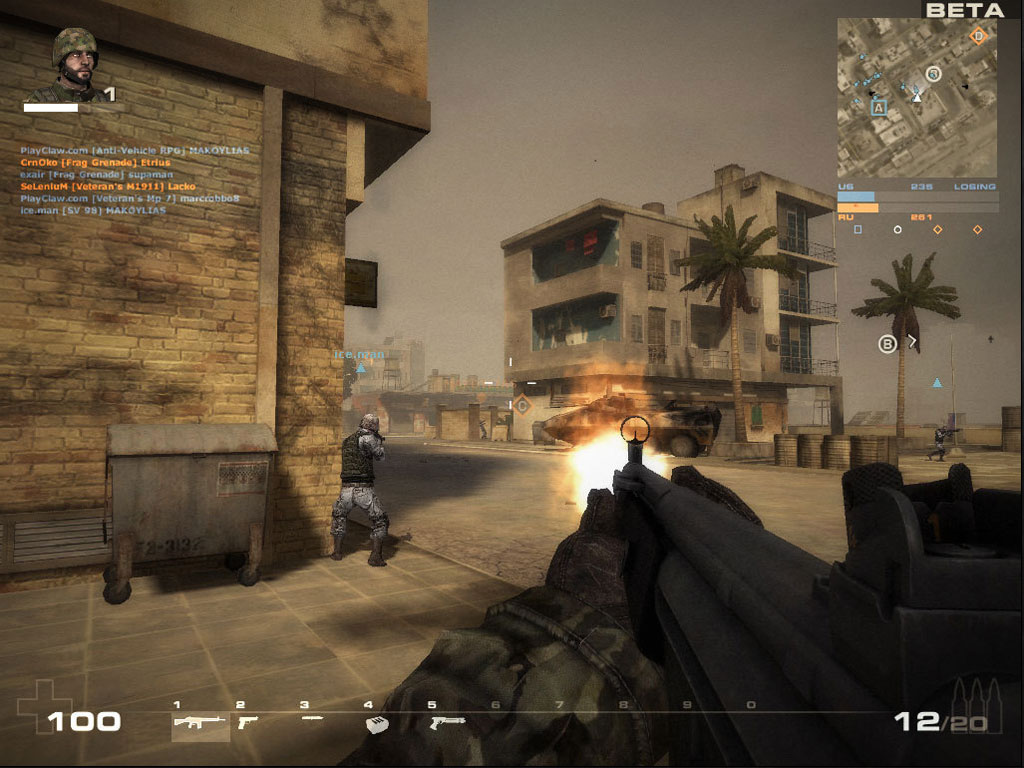 BETA
1
PlayClaw.com [Anti-Vehicle RPG] MAKOYLIAS
CrnOko [Frag Grenade] Etrius
exair [Frag Grenade] supaman
SeLeniuM [Veteran's M1911] Lacko
PlayClaw.com [Veteran's Mp 7] marcrobbo8
ice.man [SV 98] MAKOYLIAS
D
A
US 235 LOSING
RU 261
B
ice.man
C
1 2 3 4 5 6 7 8 9 0
100
12/20